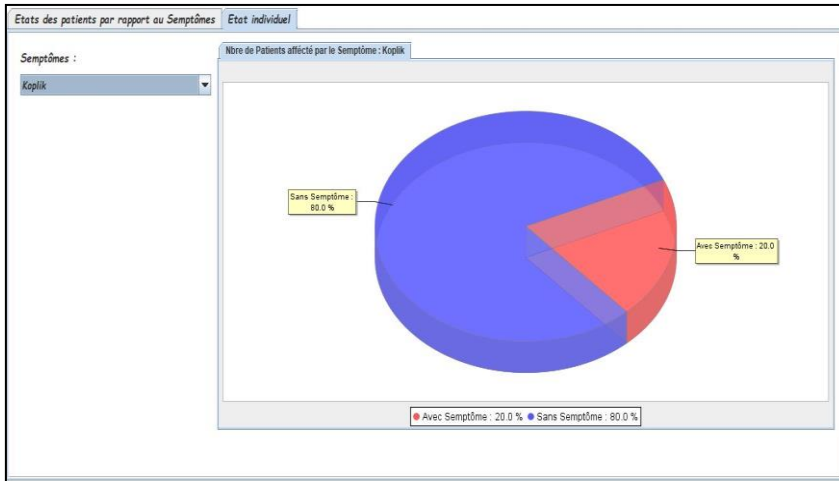 Etats des patients par rapport au Semptômes Etat individuel
Semptômes :
Koplik
Nbre de Patients affécté par le Semptôme : Koplik
Sans Semptôme :
80.0 %
Avec Semptôme : 20.0
%
Avec Semptôme : 20.0 % Sans Semptôme : 80.0 %